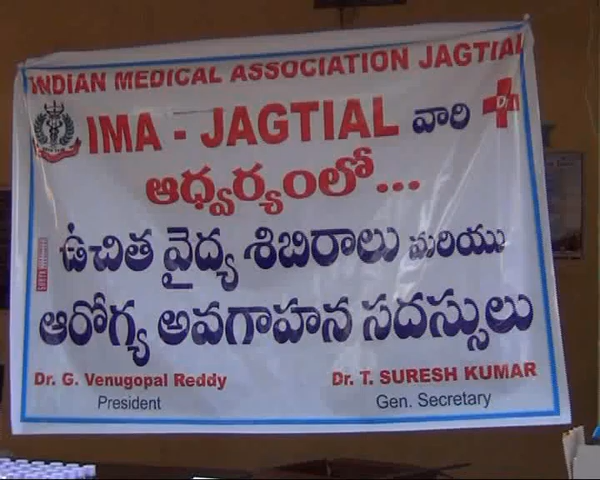 INDIAN MEDICAL ASSOCIATION JAGTIAL
IMA - JAGTIAL వారి
ఆధ్వర్యంలో...
ఉచిత వైద్య శిబిరాలు మరియు
ఆరోగ్య అవగాహన సదస్సులు
Dr. G. Venugopal Reddy Dr. T. SURESH KUMAR
President Gen. Secretary